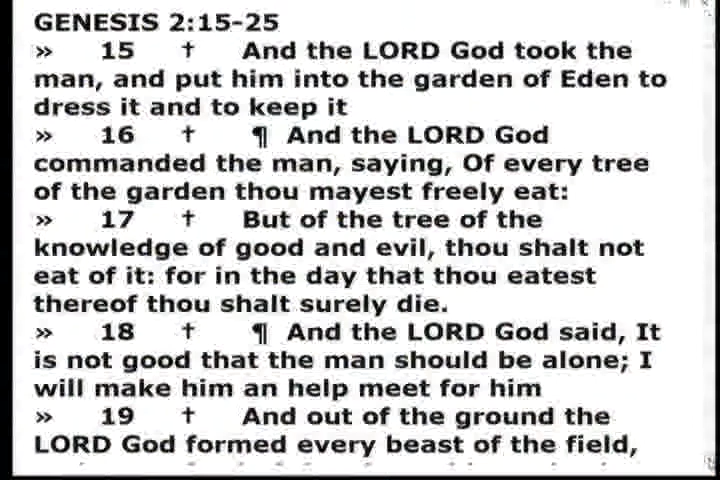 GENESIS 2:15-25
» 15 † And the LORD God took the
man, and put him into the garden of Eden to
dress it and to keep it
» 16 † ¶ And the LORD God
commanded the man, saying, Of every tree
of the garden thou mayest freely eat:
» 17 † But of the tree of the
knowledge of good and evil, thou shalt not
eat of it: for in the day that thou eatest
thereof thou shalt surely die.
» 18 † ¶ And the LORD God said, It
is not good that the man should be alone; I
will make him an help meet for him
» 19 † And out of the ground the
LORD God formed every beast of the field,